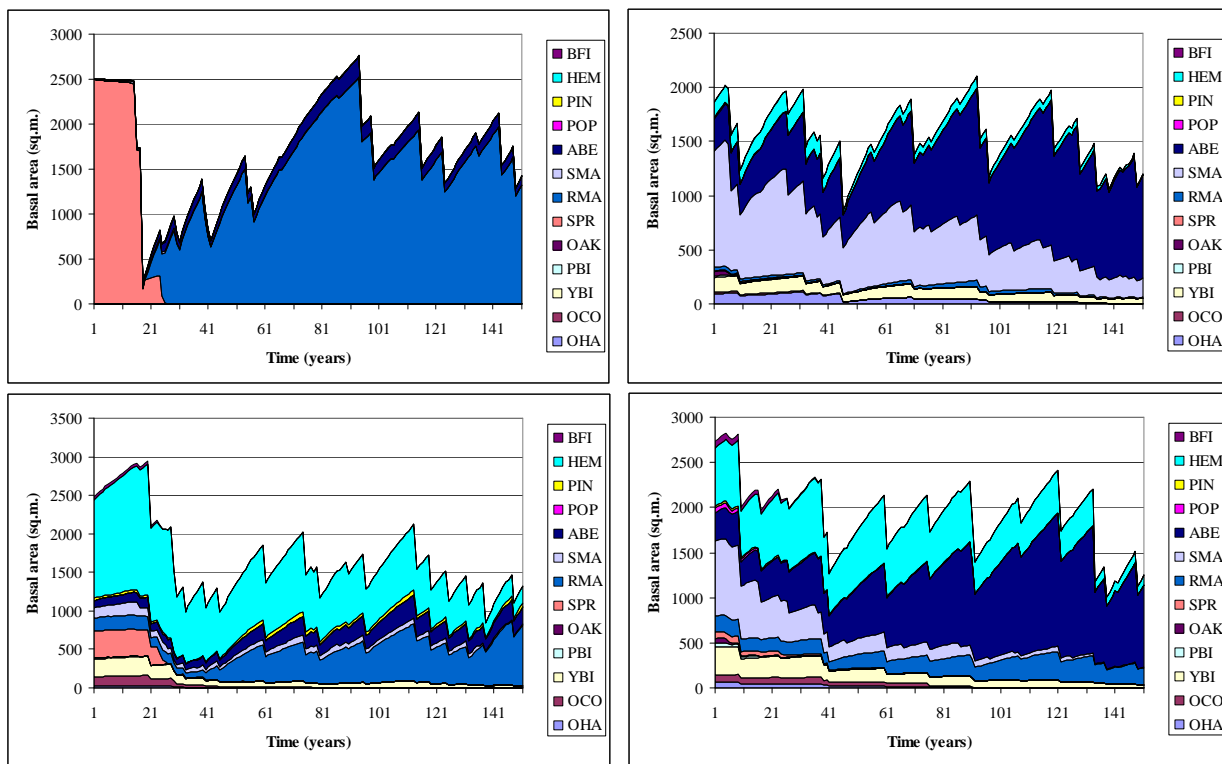 3000
2500
2000
1500
1000
500
0
Basal area (sq.m.)
1 21 41 61 81 101 121 141
Time (years)
BFI
HEM
PIN
POP
ABE
SMA
RMA
SPR
OAK
PBI
YBI
OCO
OHA
2500
2000
1500
1000
500
0
Basal area (sq.m.)
1 21 41 61 81 101 121 141
Time (years)
BFI
HEM
PIN
POP
ABE
SMA
RMA
SPR
OAK
PBI
YBI
OCO
OHA
3500
3000
2500
2000
1500
1000
500
0
Basal area (sq.m.)
1 21 41 61 81 101 121 141
Time (years)
BFI
HEM
PIN
POP
ABE
SMA
RMA
SPR
OAK
PBI
YBI
OCO
OHA
3000
2500
2000
1500
1000
500
0
Basal area (sq.m.)
1 21 41 61 81 101 121 141
Time (years)
BFI
HEM
PIN
POP
ABE
SMA
RMA
SPR
OAK
PBI
YBI
OCO
OHA